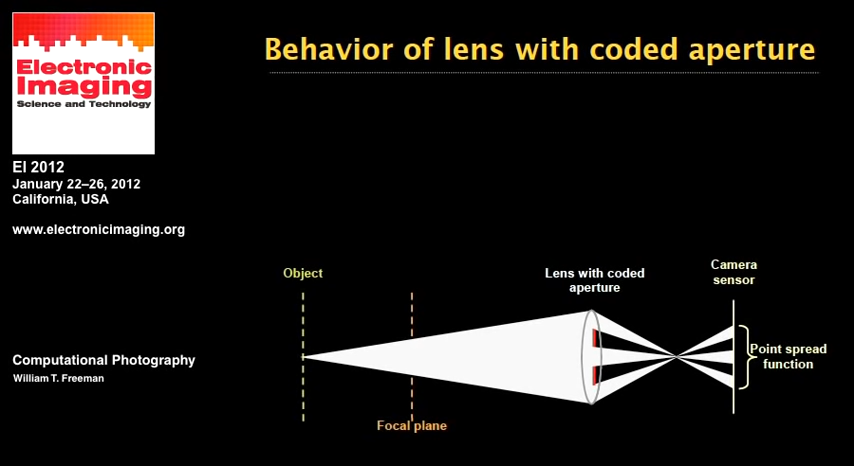 Electronic
Imaging
Science and Technology
EI 2012
January 22–26, 2012
California, USA
www.electronicimaging.org
Computational Photography
William T. Freeman
Behavior of lens with coded aperture
Object
Lens with coded
aperture
Camera
sensor
Point spread
function
Focal plane